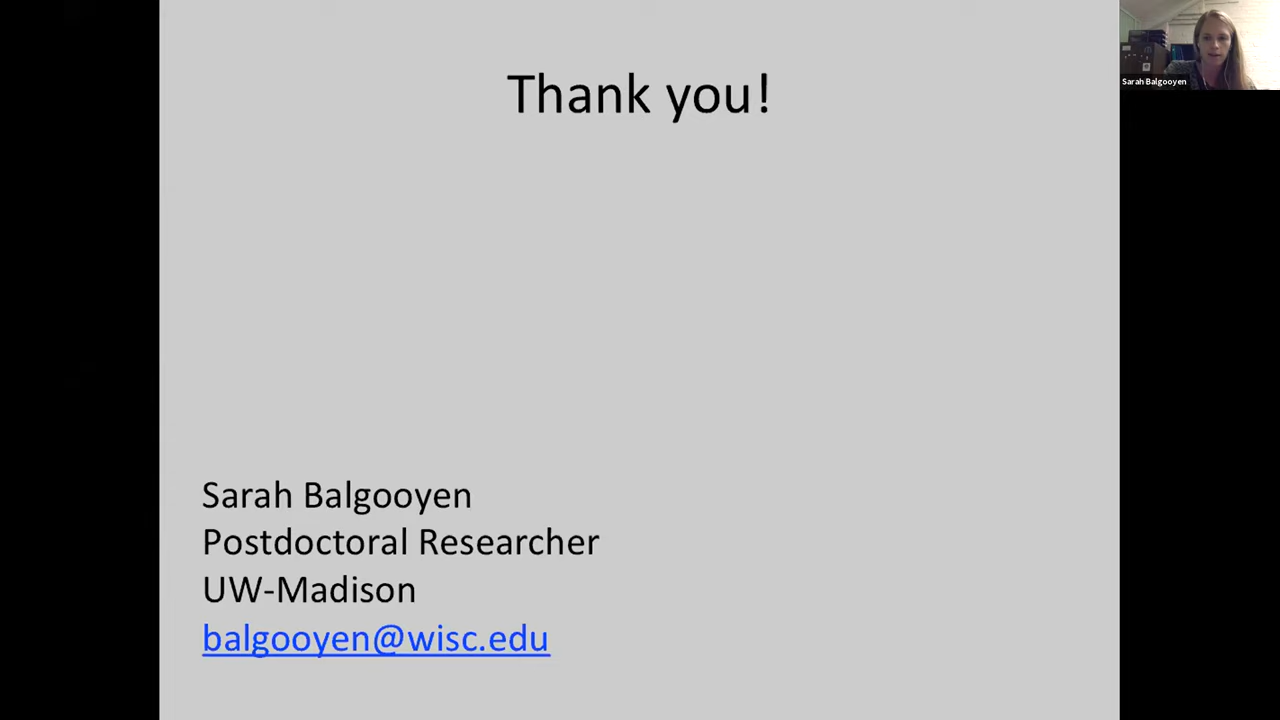 Thank you!
Sarah Balgooyen
Sarah Balgooyen
Postdoctoral Researcher
UW-Madison
balgooyen@wisc.edu